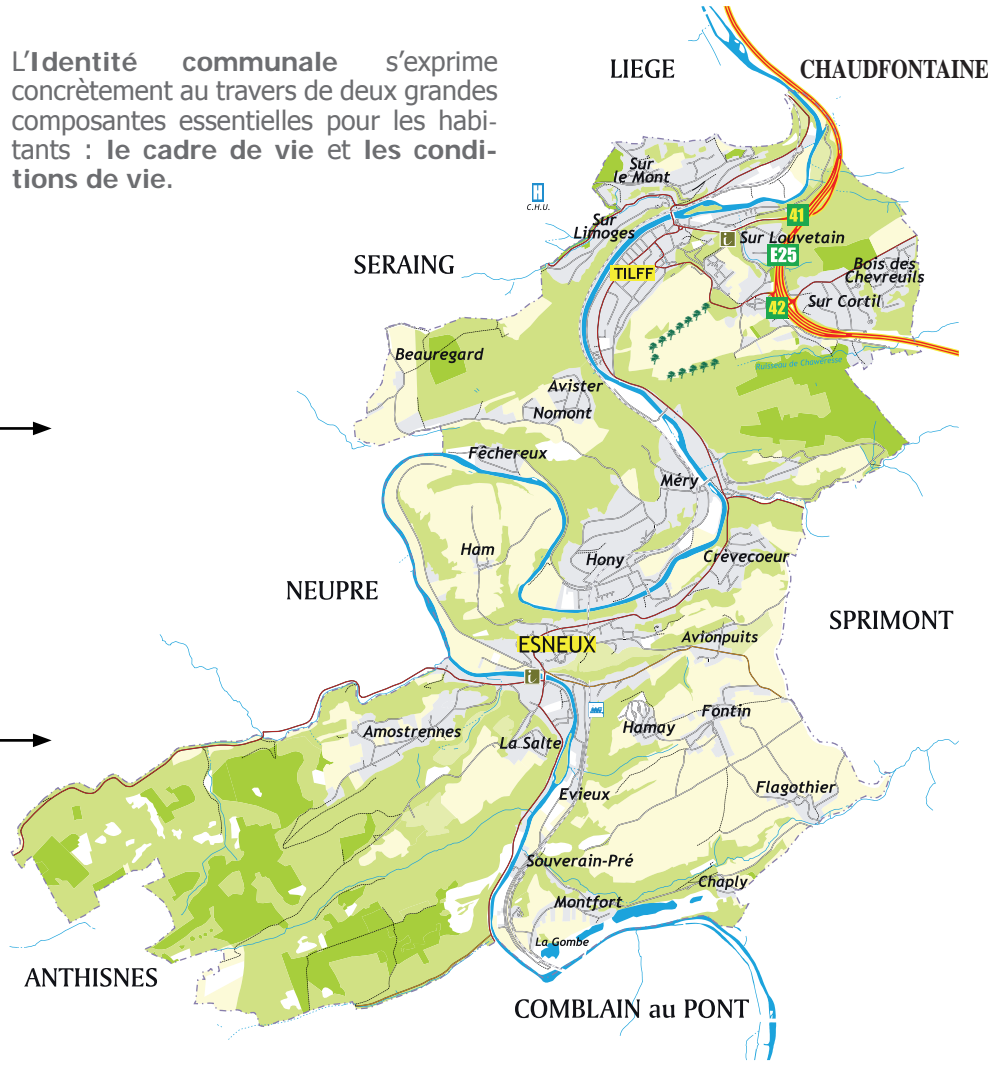 L'Identité communale s'exprime
concrètement au travers de deux grandes
composantes essentielles pour les habi-
tants : le cadre de vie et les condi-
tions de vie.
LIEGE
CHAUDFONTAINE
Sur
le Mont
C.H.U.
Sur
Limoges
41
i
Sur Louvetain
E25
SERAING
TILFF
Bois des
Chevreuils
42
Sur Cortil
Beauregard
Ruisseau de Chawresse
Avister
Nomont
Fêchereux
Méry
Ham
Hony
Crèvecoeur
NEUPRE
SPRIMONT
ESNEUX
Avionpuits
i
Fontin
Hamay
Amostrennes
La Salte
Evieux
Flagothier
Souverain-Pré
Chaply
Montfort
La Gombe
ANTHISNES
COMBLAIN au PONT